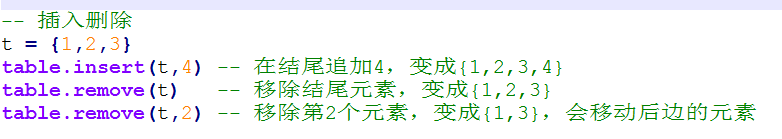 -- 插入删除
t = {1,2,3}
table.insert(t,4) -- 在结尾追加4，变成{1,2,3,4}
table.remove(t)   -- 移除结尾元素，变成{1,2,3}
table.remove(t,2) -- 移除第2个元素，变成{1,3}，会移动后边的元素